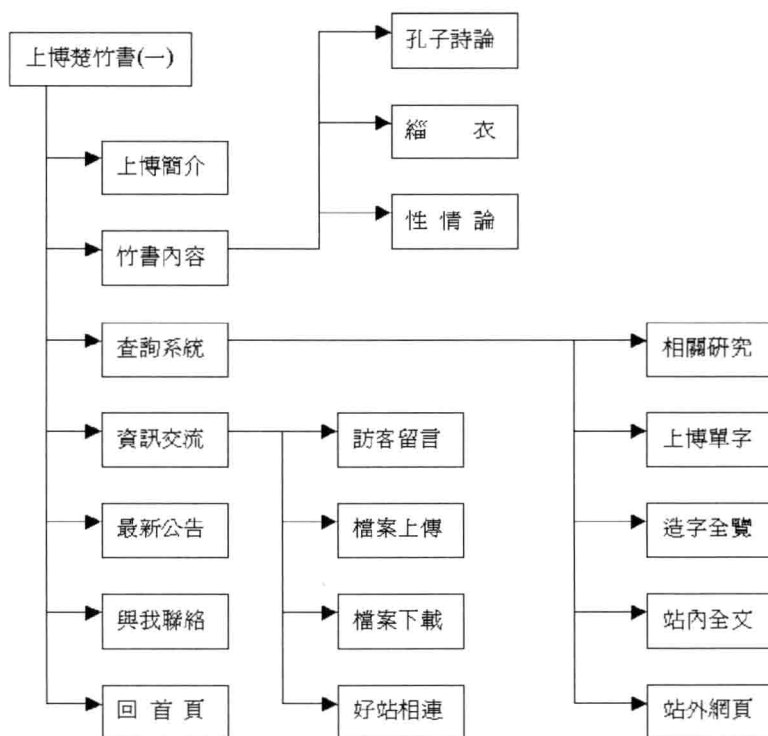 上博楚竹書(一)
上博簡介
竹書內容
孔子詩論
緇　　衣
性 情 論
查詢系統
相關研究
上博單字
造字全覽
站內全文
站外網頁
資訊交流
訪客留言
檔案上傳
檔案下載
好站相連
最新公告
與我聯絡
回 首 頁